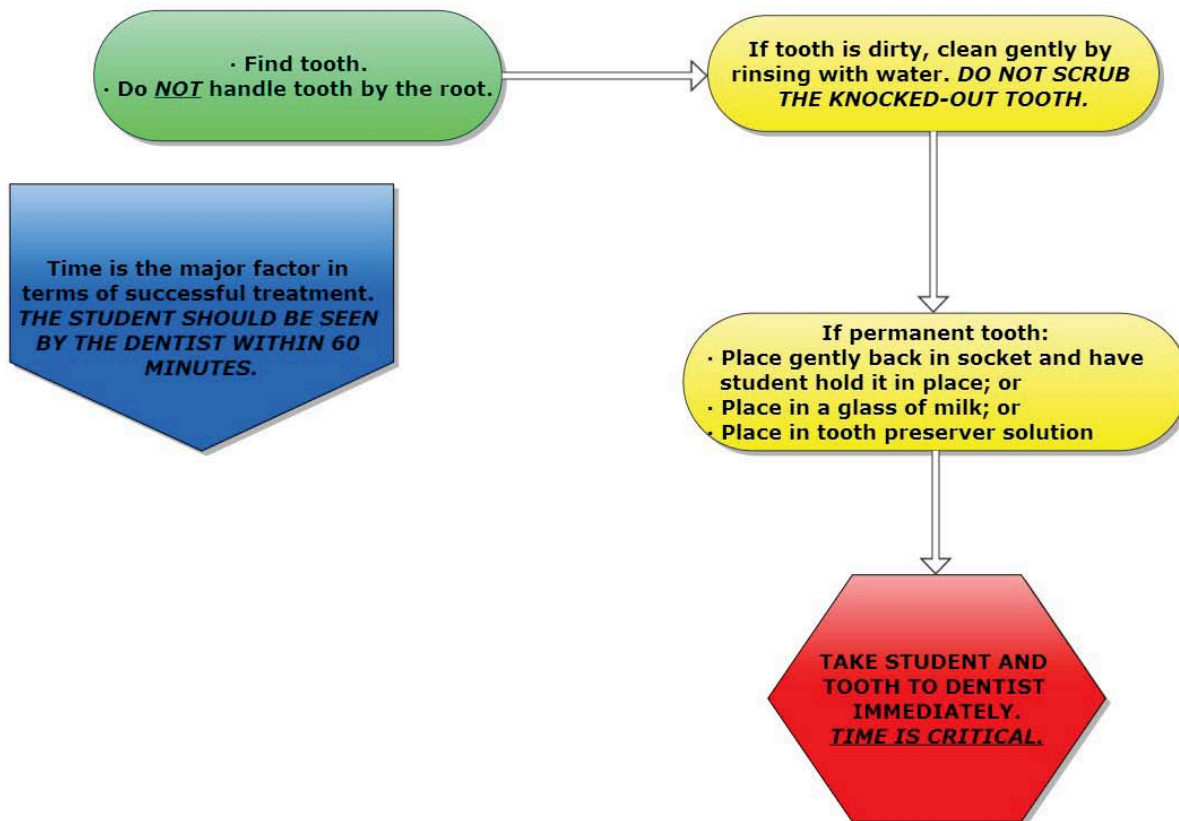 · Find tooth.
· Do NOT handle tooth by the root.
If tooth is dirty, clean gently by
rinsing with water. DO NOT SCRUB
THE KNOCKED-OUT TOOTH.
Time is the major factor in
terms of successful treatment.
THE STUDENT SHOULD BE SEEN
BY THE DENTIST WITHIN 60
MINUTES.
If permanent tooth:
· Place gently back in socket and have
student hold it in place; or
· Place in a glass of milk; or
· Place in tooth preserver solution
TAKE STUDENT AND
TOOTH TO DENTIST
IMMEDIATELY.
TIME IS CRITICAL.